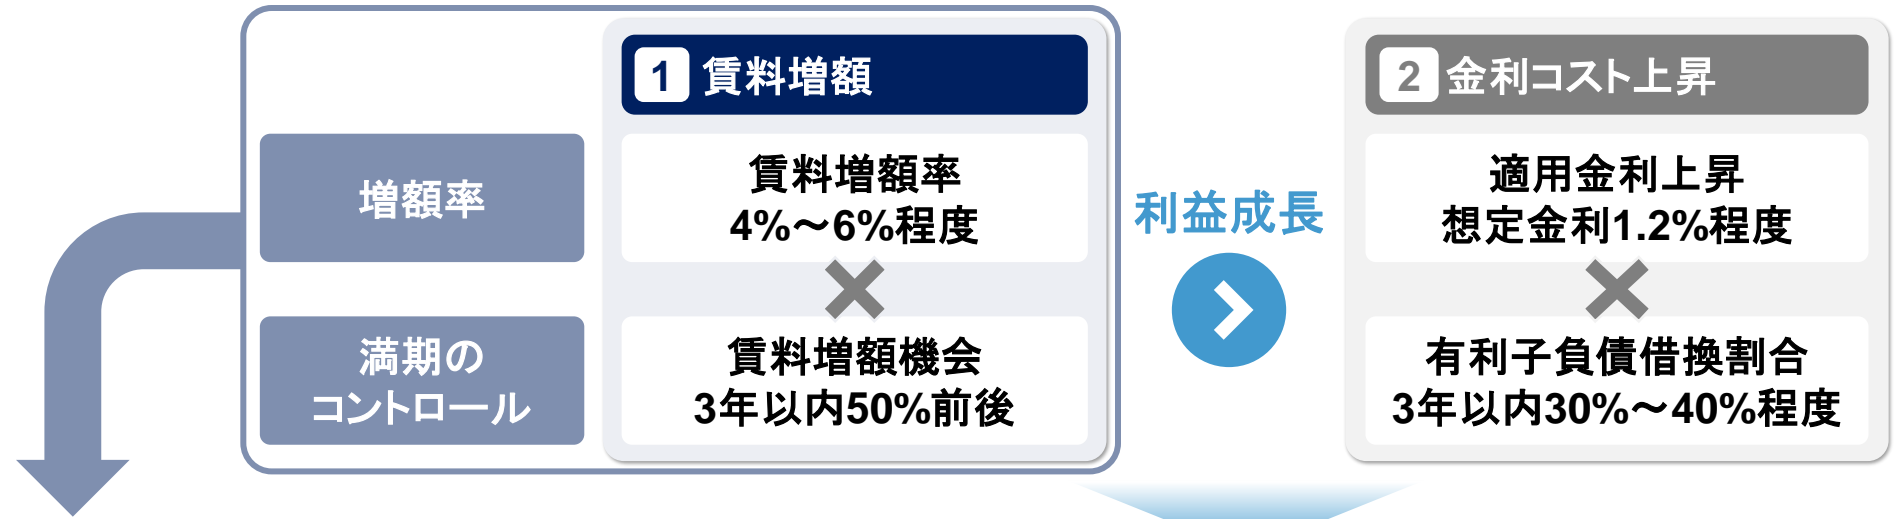 1 賃料増額
2 金利コスト上昇
増額率
賃料増額率
4%～6%程度
利益成長
適用金利上昇
想定金利1.2%程度
満期の
コントロール
賃料増額機会
3年以内50%前後
有利子負債借換割合
3年以内30%～40%程度